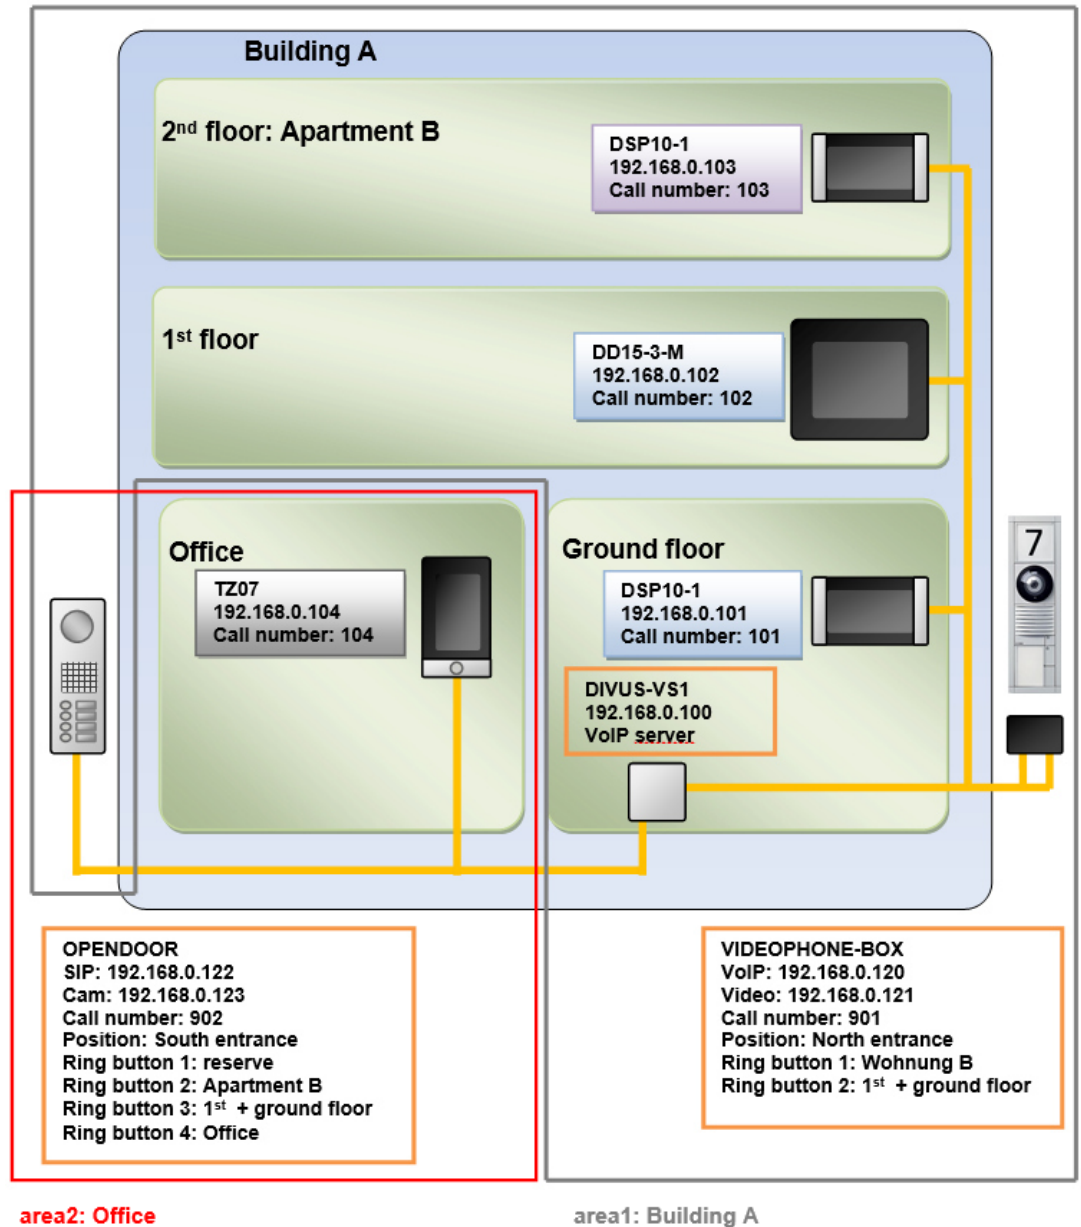 Building A
2nd floor: Apartment B
DSP10-1
192.168.0.103
Call number: 103
1st floor
DD15-3-M
192.168.0.102
Call number: 102
Office
TZ07
192.168.0.104
Call number: 104
Ground floor
DSP10-1
192.168.0.101
Call number: 101
DIVUS-VS1
192.168.0.100
VoIP server
7
OPENDOOR
SIP: 192.168.0.122
Cam: 192.168.0.123
Call number: 902
Position: South entrance
Ring button 1: reserve
Ring button 2: Apartment B
Ring button 3: 1st + ground floor
Ring button 4: Office
VIDEOPHONE-BOX
VoIP: 192.168.0.120
Video: 192.168.0.121
Call number: 901
Position: North entrance
Ring button 1: Wohnung B
Ring button 2: 1st + ground floor
area2: Office
area1: Building A